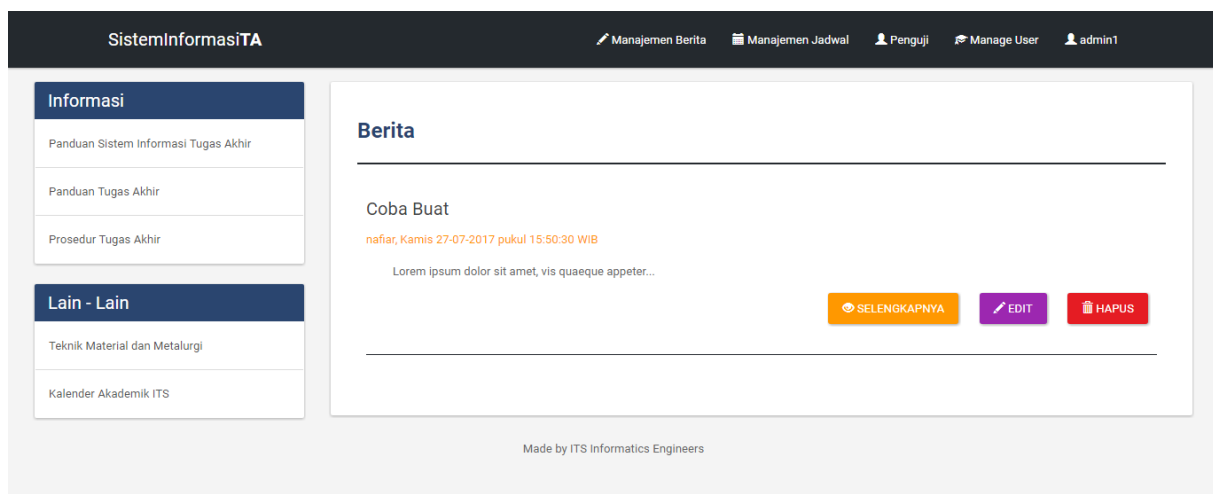 SistemInformasiTA
Manajemen Berita
Manajemen Jadwal
Penguji
Manage User
admin1
Informasi
Panduan Sistem Informasi Tugas Akhir
Panduan Tugas Akhir
Prosedur Tugas Akhir
Lain - Lain
Teknik Material dan Metalurgi
Kalender Akademik ITS
Berita
Coba Buat
nafiar, Kamis 27-07-2017 pukul 15:50:30 WIB
Lorem ipsum dolor sit amet, vis quaeque appeter...
SELENGKAPNYA
EDIT
HAPUS
Made by ITS Informatics Engineers